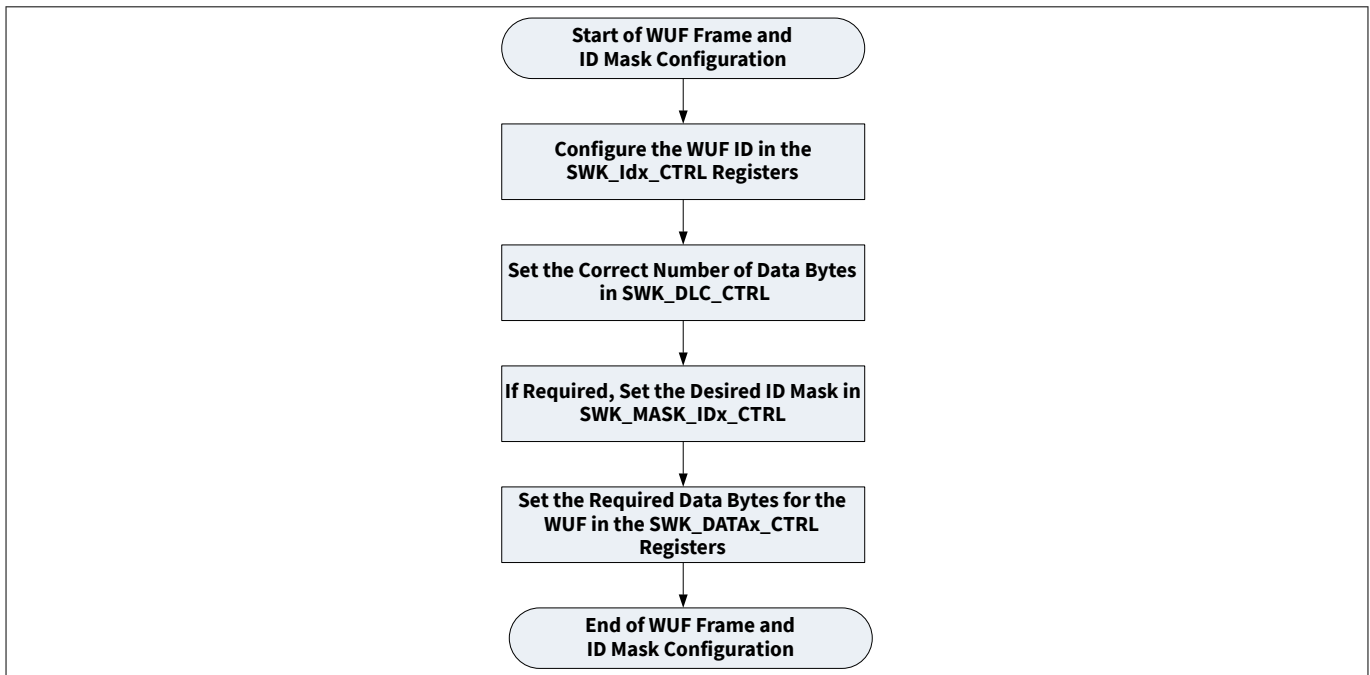 Start of WUF Frame and
ID Mask Configuration
Configure the WUF ID in the
SWK_Idx_CTRL Registers
Set the Correct Number of Data Bytes
in SWK_DLC_CTRL
If Required, Set the Desired ID Mask in
SWK_MASK_IDx_CTRL
Set the Required Data Bytes for the
WUF in the SWK_DATAx_CTRL
Registers
End of WUF Frame and
ID Mask Configuration